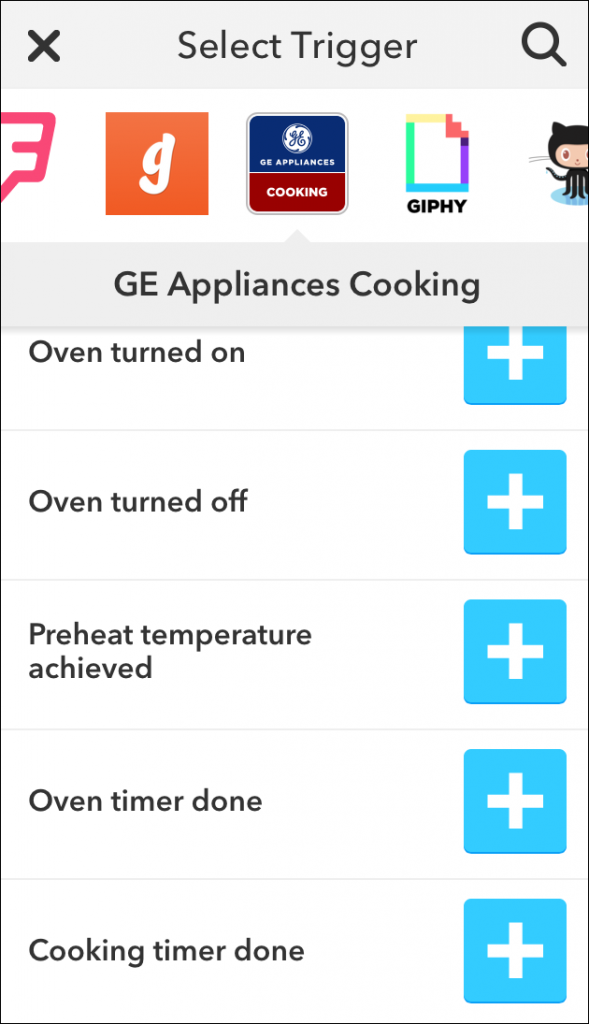 Select Trigger
g
GE
GE APPLIANCES
COOKING
GIPHY
GE Appliances Cooking
Oven turned on
Oven turned off
Preheat temperature
achieved
Oven timer done
Cooking timer done